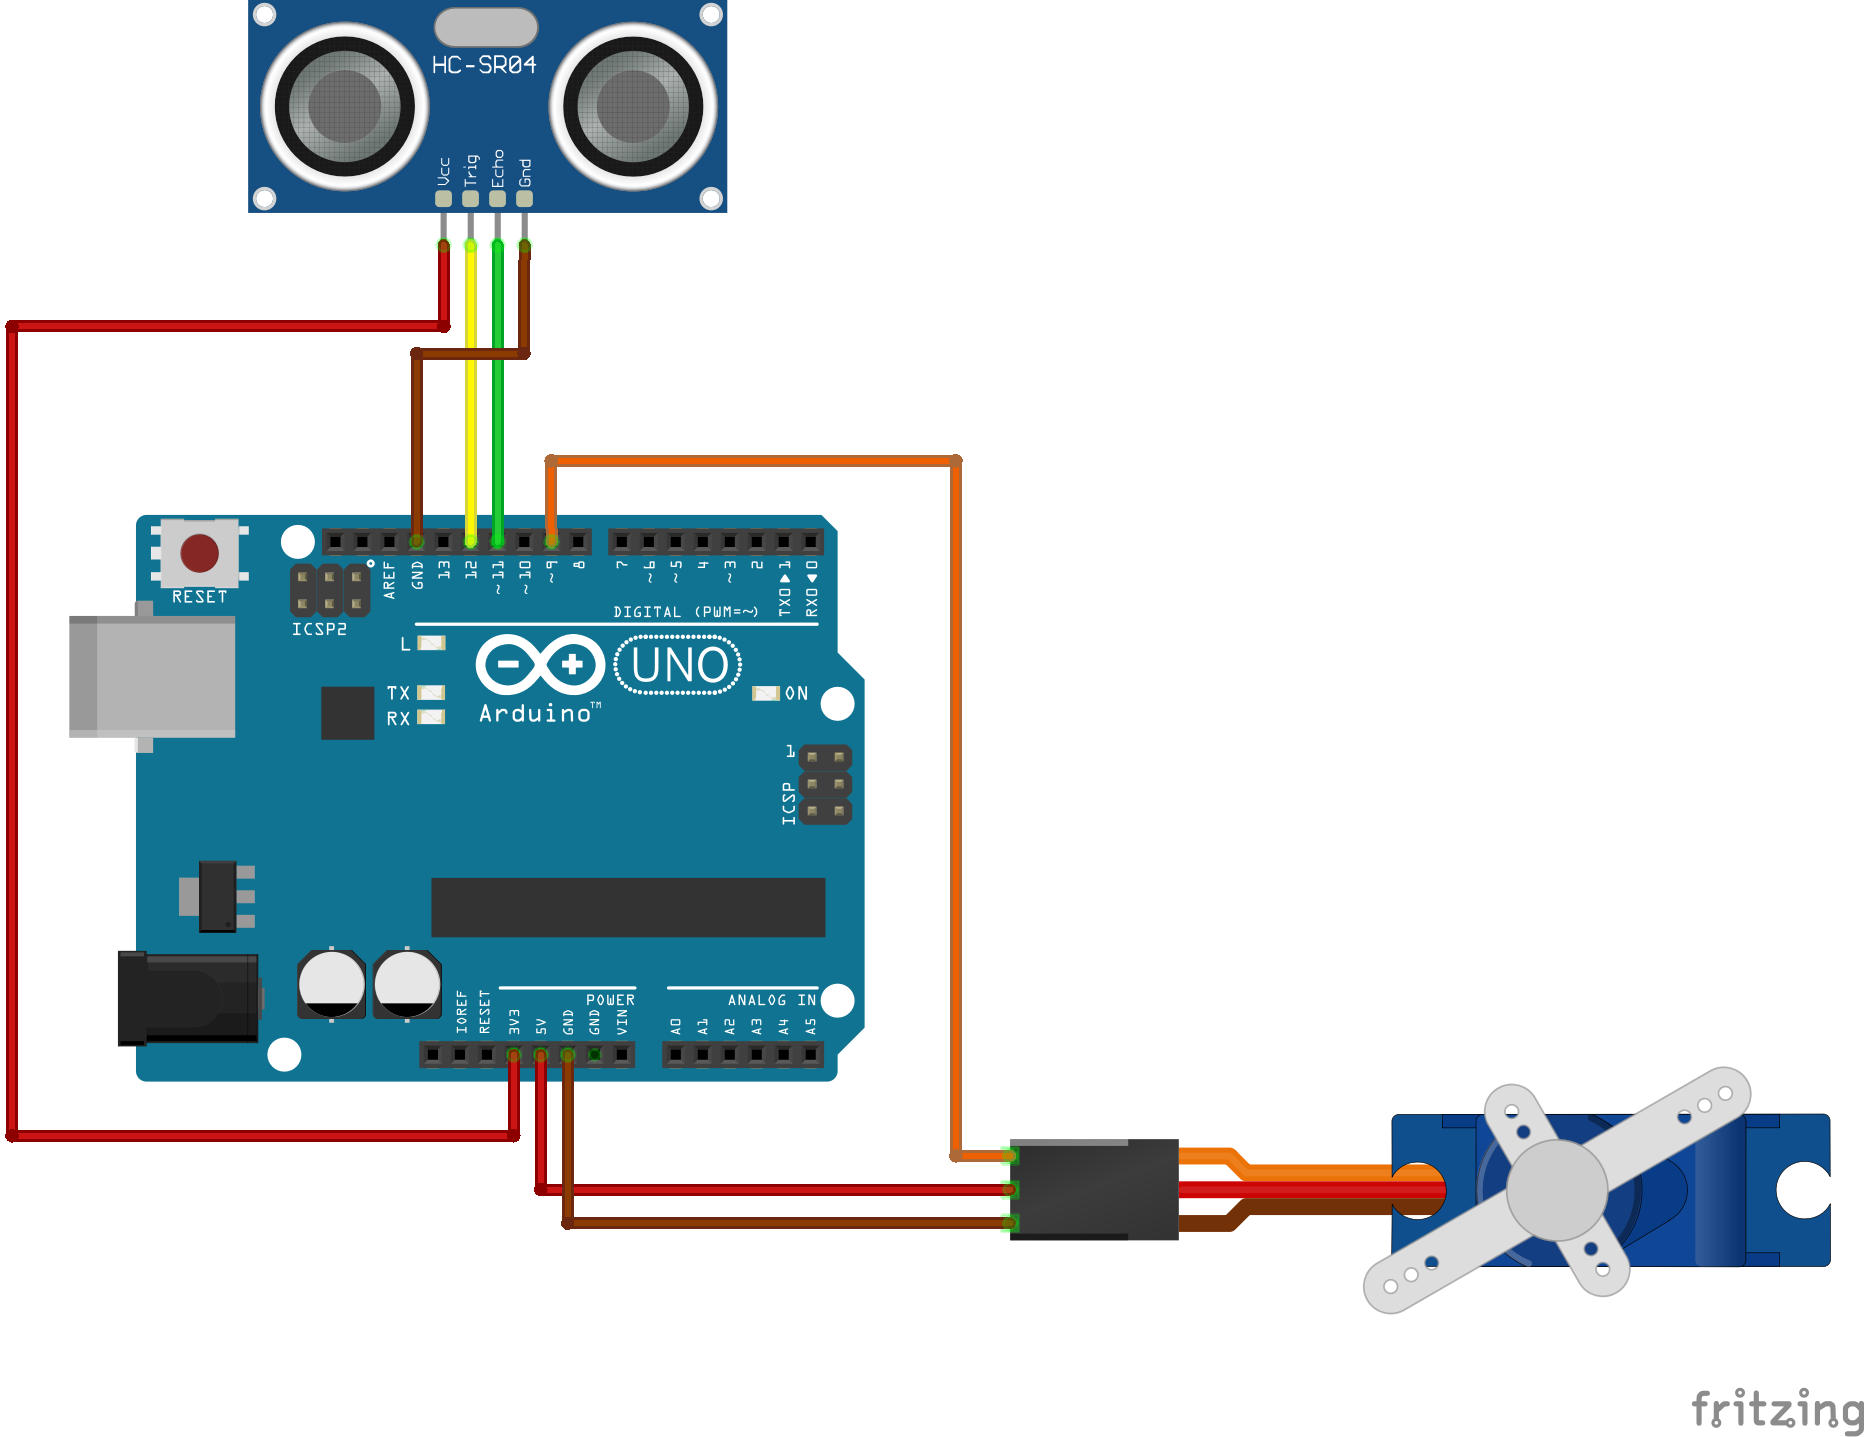 HC-SR04
Vcc
Trig
Echo
Gnd
RESET
ICSP2
AREF
GND
13
12
~11
~10
~9
8
7
~6
~5
4
~3
2
TX0▶1
RX0◀0
DIGITAL (PWM=~)
L
TX
RX
UNO
Arduino™
ON
1
ICSP
IOREF
RESET
3V3
5V
GND
GND
VIN
POWER
ANALOG IN
A0
A1
A2
A3
A4
A5
fritzing